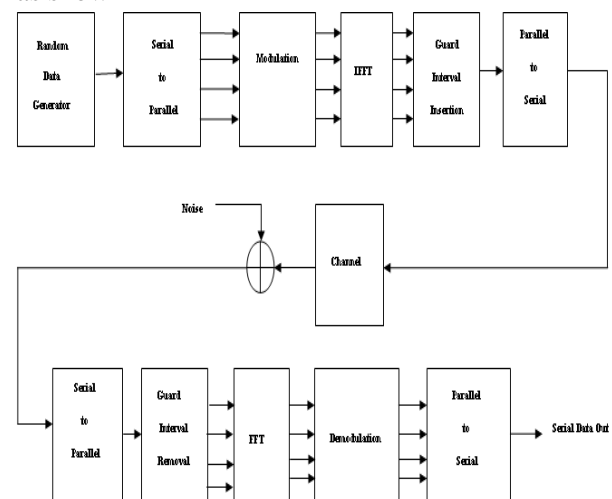 Random
Data
Generator
Serial
to
Parallel
Modulation
IFFT
Guard
Interval
Insertion
Parallel
to
Serial
Noise
Channel
Serial
to
Parallel
Guard
Interval
Removal
FFT
Demodulation
Parallel
to
Serial
Serial Data Out